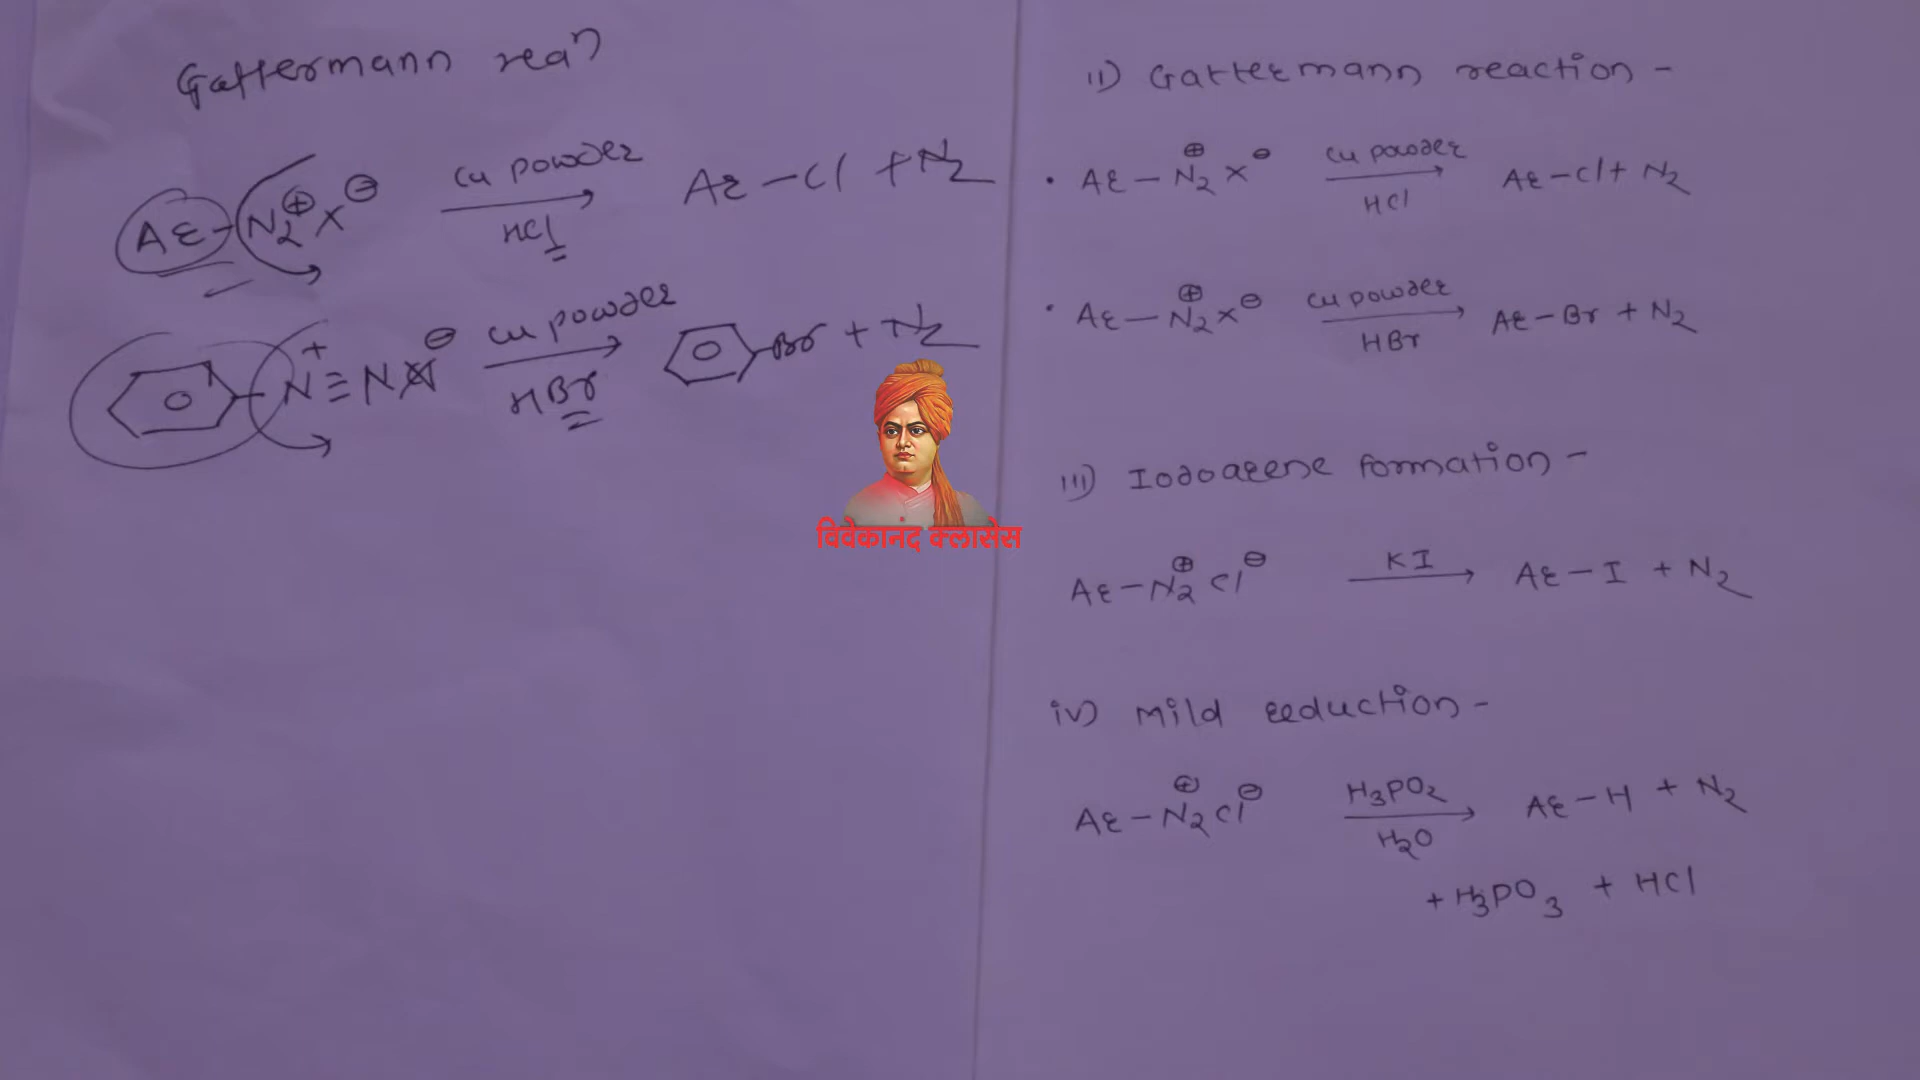 Gattermann rea^n
Ar-N2⊕X⊖ Cu powder → HCl Ar-Cl + N2
⌬-N+≡N X⊖ Cu powder → HBr ⌬-Br + N2
विवेकानद क्लासेस
ii) Gattermann reaction -
• Ar-N2⊕X⊖ Cu powder → HCl Ar-Cl + N2
• Ar-N2⊕X⊖ Cu powder → HBr Ar-Br + N2
iii) Iodoarene formation -
Ar-N2⊕Cl⊖ KI → Ar-I + N2
iv) Mild reduction -
Ar-N2⊕Cl⊖ H3PO2 → H2O Ar-H + N2
+ H3PO3 + HCl